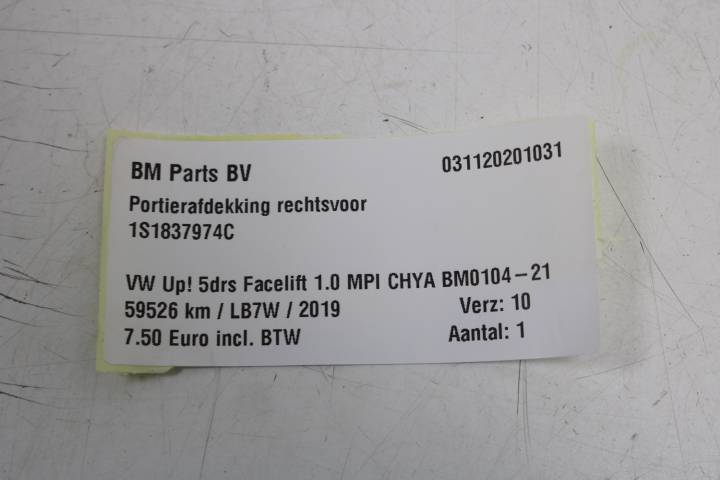 BM Parts BV 031120201031
Portierafdekking rechtsvoor
1S1837974C
VW Up! 5drs Facelift 1.0 MPI CHYA BM0104-21
59526 km / LB7W / 2019 Verz: 10
7.50 Euro incl. BTW Aantal: 1